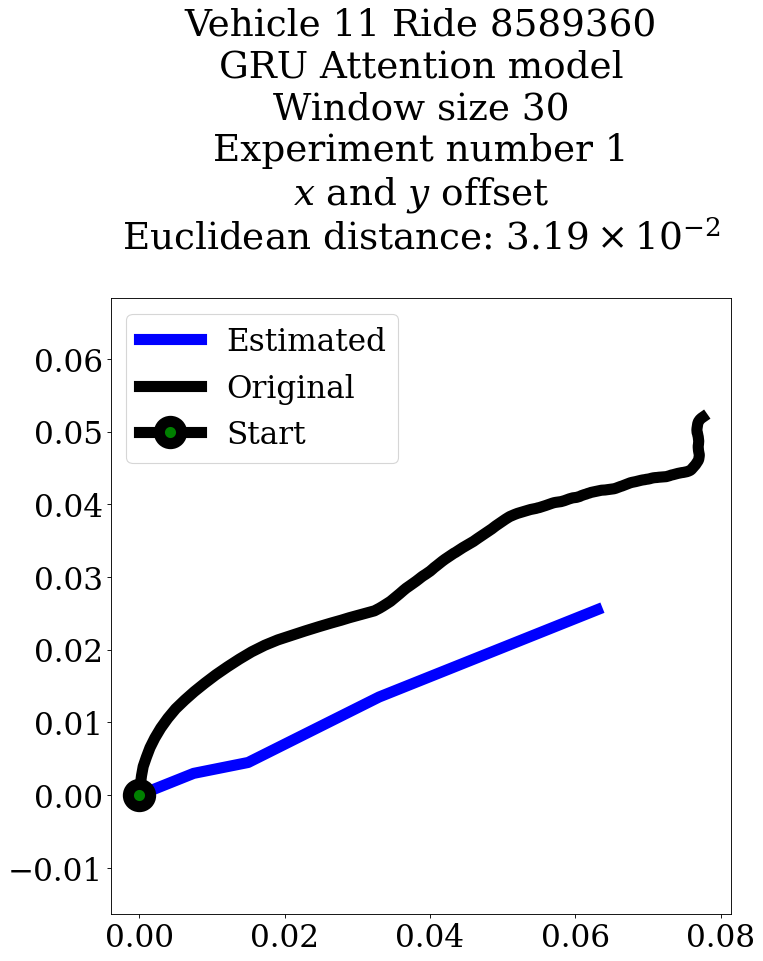 Vehicle 11 Ride 8589360
GRU Attention model
Window size 30
Experiment number 1
x and y offset
Euclidean distance: 3.19 × 10⁻²
Estimated
Original
Start
0.06
0.05
0.04
0.03
0.02
0.01
0.00
−0.01
0.00 0.02 0.04 0.06 0.08